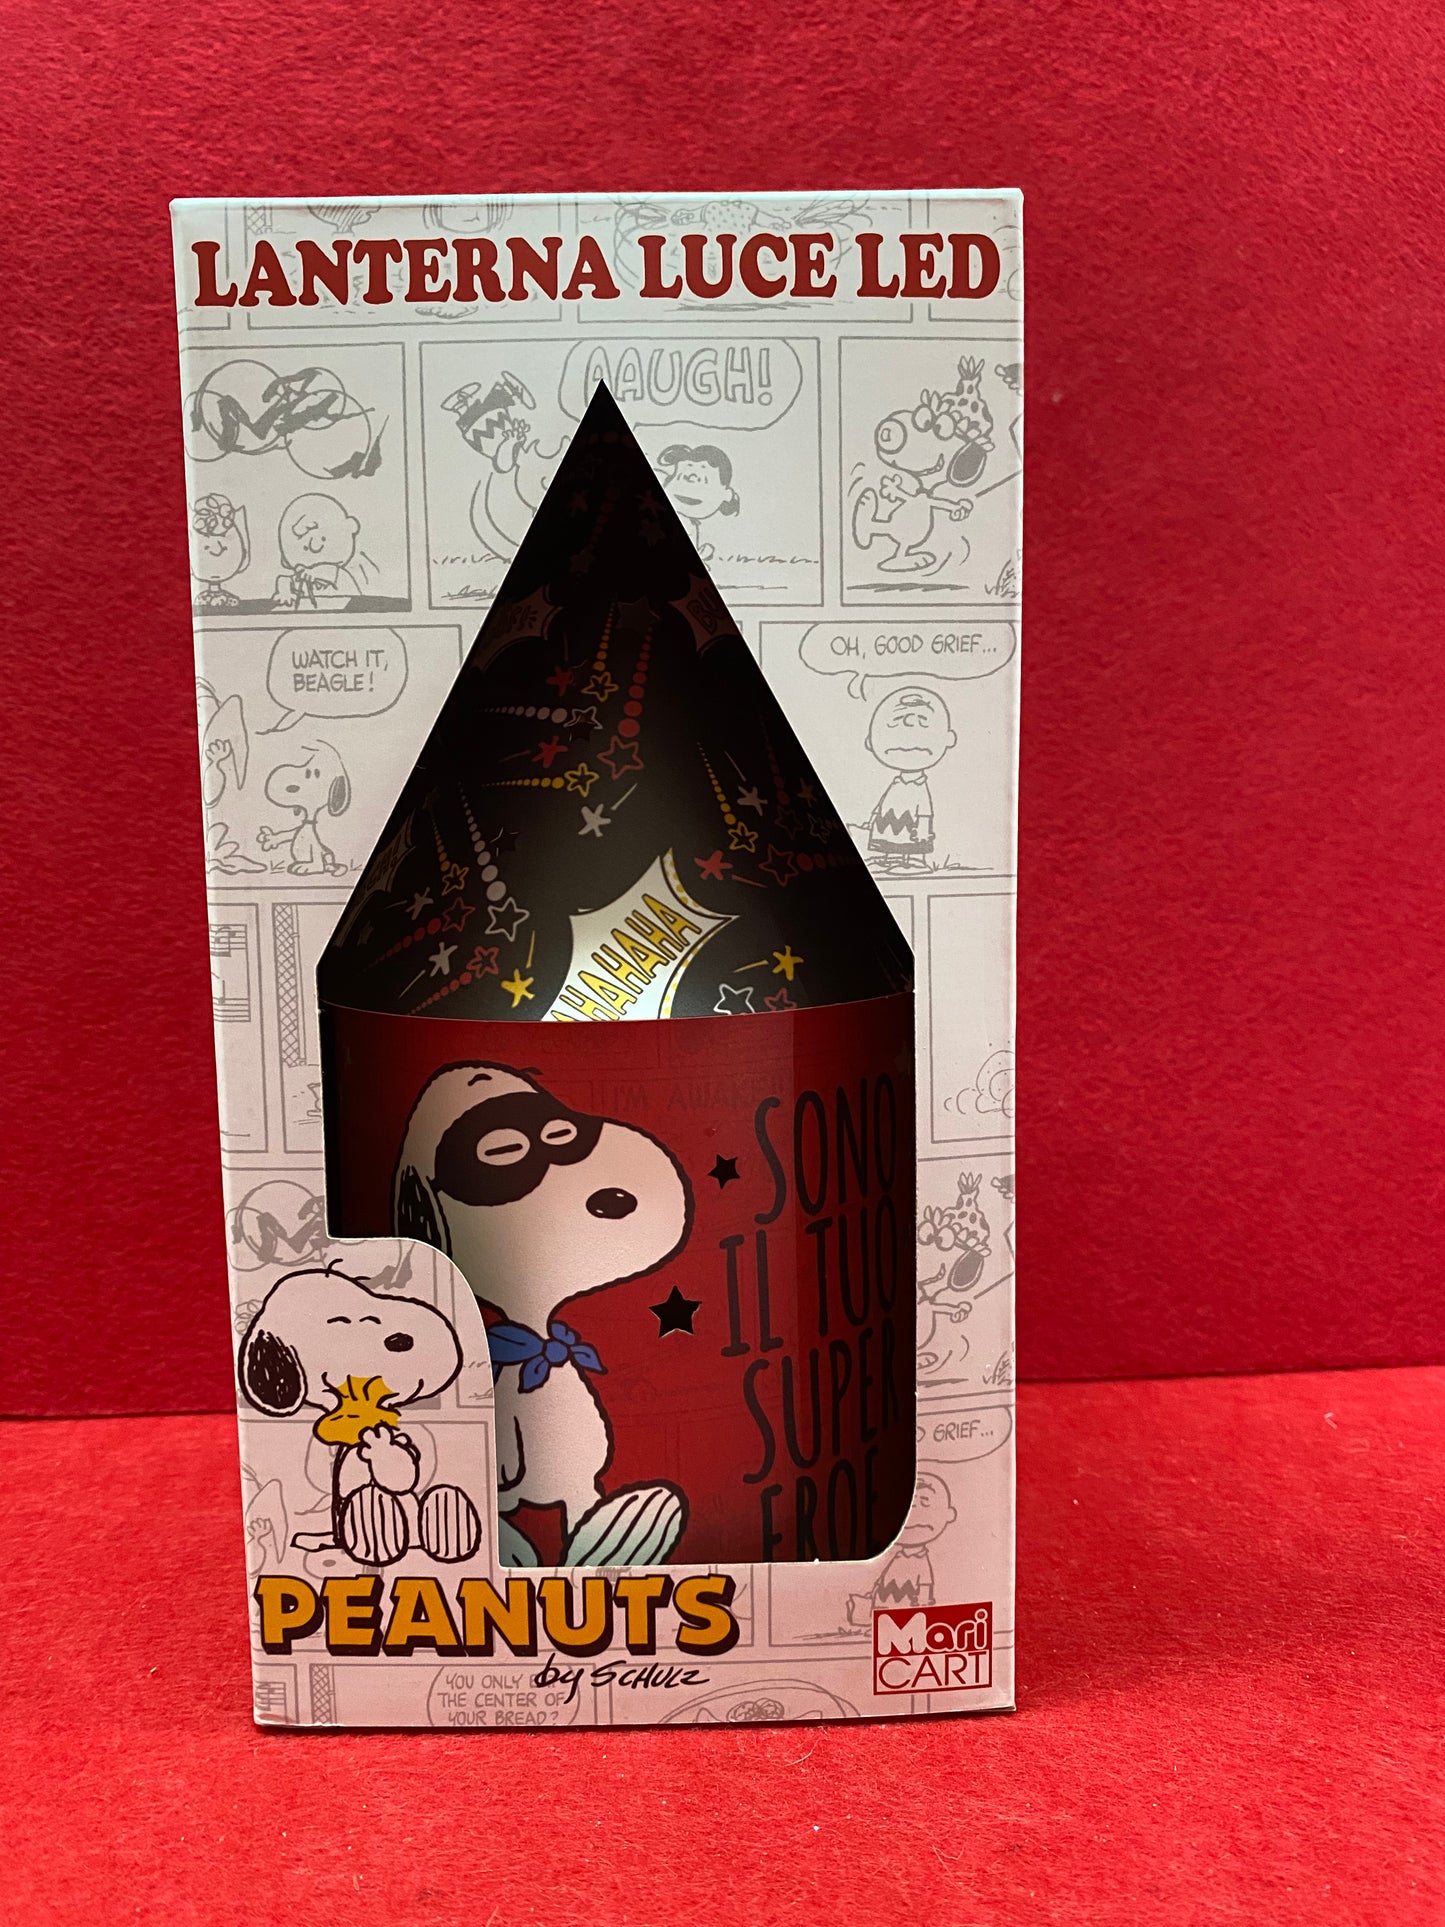 LANTERNA LUCE LED
AAUGH!
WATCH IT,
BEAGLE!
OH, GOOD GRIEF...
HAHAHAHA
SONO
IL TUO
SUPER
EROE
GRIEF...
PEANUTS
by SCHULZ
Mari
CART
YOU ONLY
THE CENTER OF
YOUR BREAD?